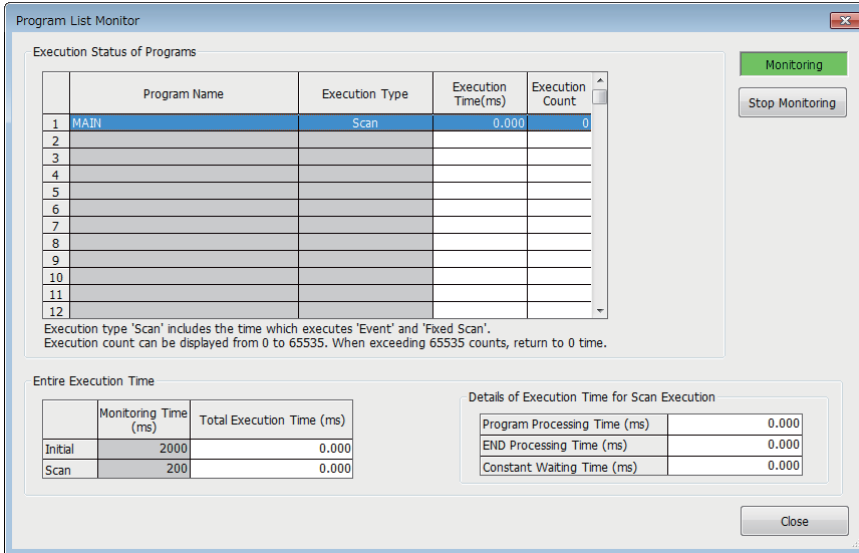 Program List Monitor
Execution Status of Programs
Program Name Execution Type Execution Time(ms) Execution Count
1 MAIN Scan 0.000 0
2
3
4
5
6
7
8
9
10
11
12
Execution type 'Scan' includes the time which executes 'Event' and 'Fixed Scan'.
Execution count can be displayed from 0 to 65535. When exceeding 65535 counts, return to 0 time.
Monitoring
Stop Monitoring
Entire Execution Time
Monitoring Time (ms) Total Execution Time (ms)
Initial 2000 0.000
Scan 200 0.000
Details of Execution Time for Scan Execution
Program Processing Time (ms) 0.000
END Processing Time (ms) 0.000
Constant Waiting Time (ms) 0.000
Close